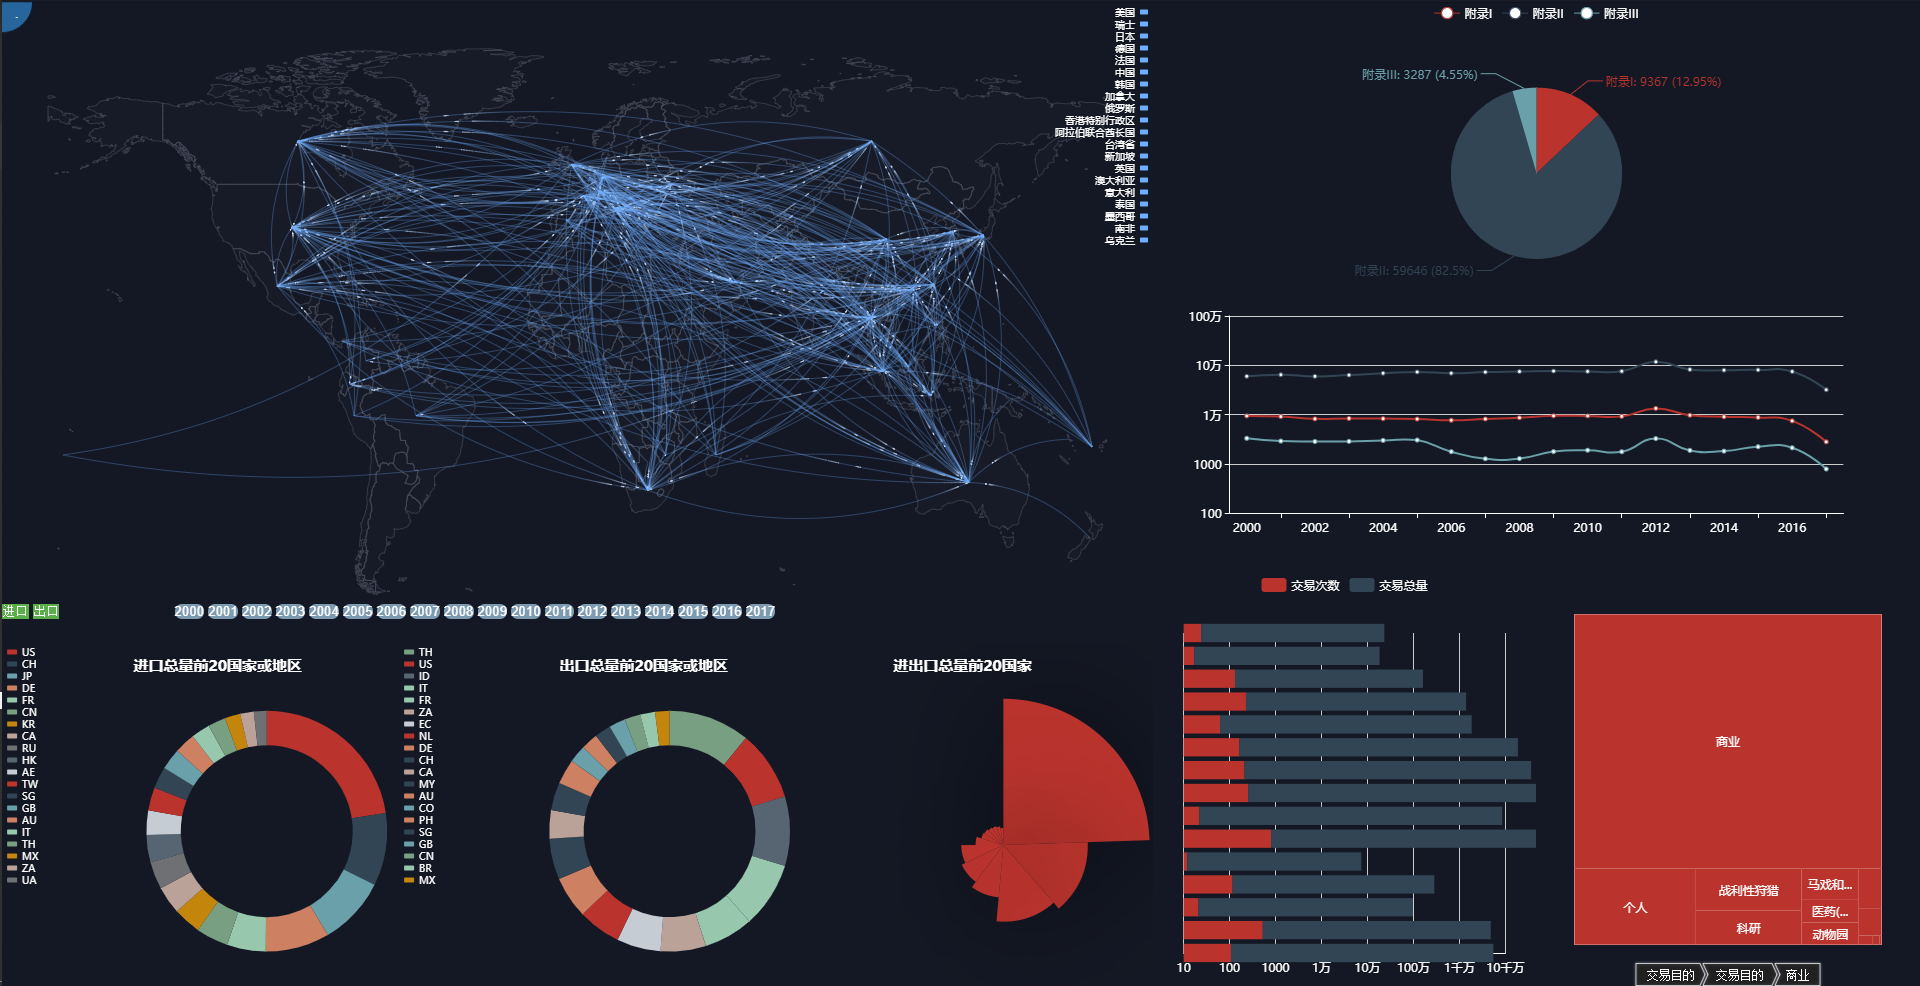 美国
瑞士
日本
德国
法国
中国
韩国
加拿大
俄罗斯
香港特别行政区
阿拉伯联合酋长国
台湾省
新加坡
英国
澳大利亚
意大利
泰国
墨西哥
南非
乌克兰
附录I 附录II 附录III
附录III: 3287 (4.55%)
附录I: 9367 (12.95%)
附录II: 59646 (82.5%)
100万
10万
1万
1000
100
2000 2002 2004 2006 2008 2010 2012 2014 2016
进口 出口
2000 2001 2002 2003 2004 2005 2006 2007 2008 2009 2010 2011 2012 2013 2014 2015 2016 2017
进口总量前20国家或地区
US
CH
JP
DE
FR
CN
KR
CA
RU
HK
AE
TW
SG
GB
AU
IT
TH
MX
ZA
UA
出口总量前20国家或地区
TH
US
ID
IT
FR
ZA
EC
NL
DE
CH
CA
MY
AU
CO
PH
SG
GB
CN
BR
MX
进出口总量前20国家
交易次数 交易总量
10 100 1000 1万 10万 100万 1千万 10千万
商业
个人
战利性狩猎
科研
马戏和...
医药(...
动物园
交易目的 交易目的 商业